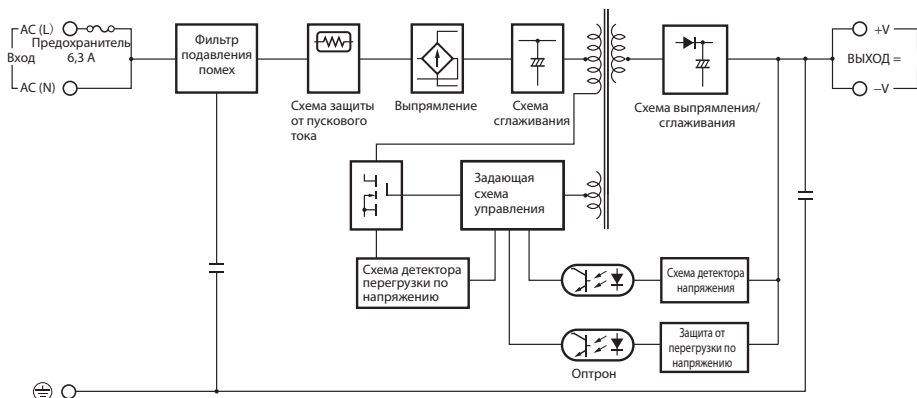 AC (L)
Предохранитель
6,3 А
Вход
AC (N)
Фильтр
подавления
помех
Схема защиты
от пускового
тока
Выпрямление
Схема
сглаживания
Схема выпрямления/
сглаживания
+V
ВЫХОД =
–V
Задающая
схема
управления
Схема детектора
перегрузки по
напряжению
Схема детектора
напряжения
Защита от
перегрузки по
напряжению
Оптрон